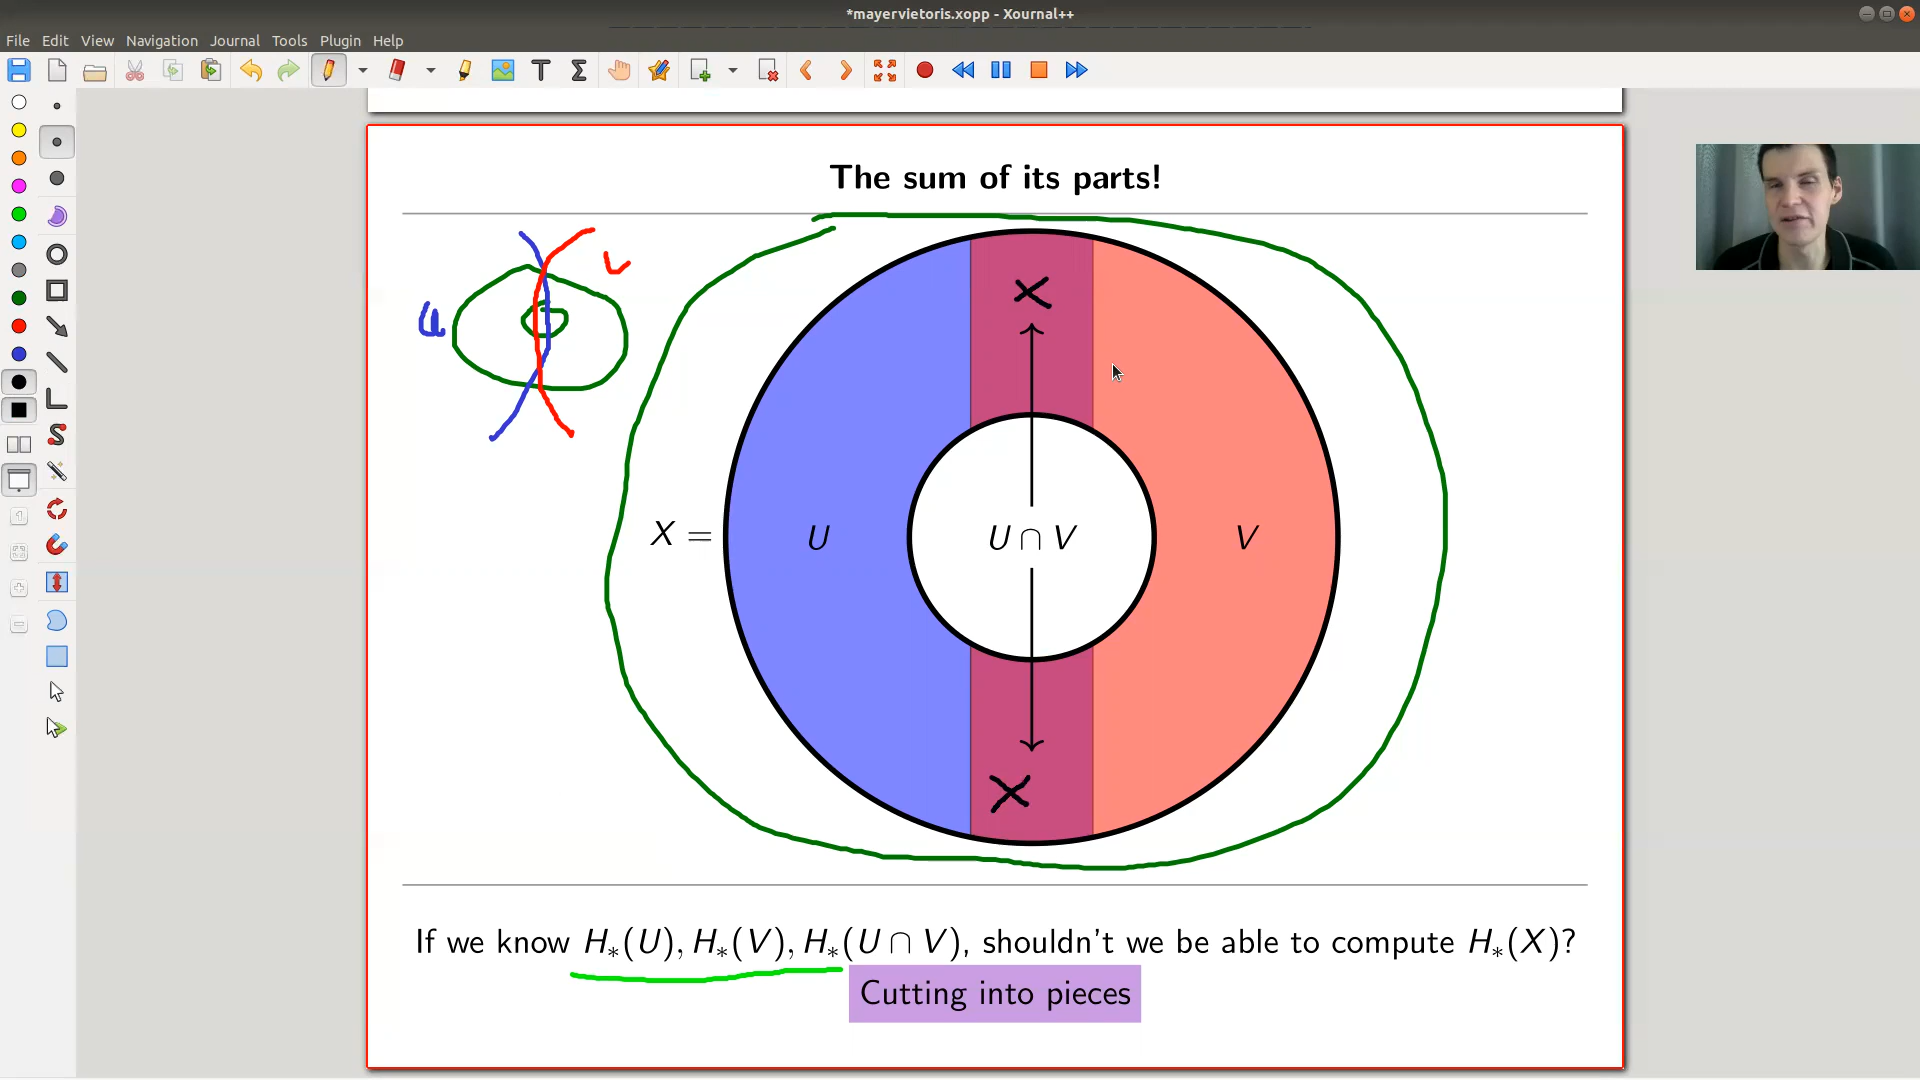 *mayervietoris.xopp - Xournal++
File Edit View Navigation Journal Tools Plugin Help
The sum of its parts!
V
U
X
X =
U
U ∩ V
V
X
If we know H∗(U), H∗(V), H∗(U ∩ V), shouldn't we be able to compute H∗(X)?
Cutting into pieces